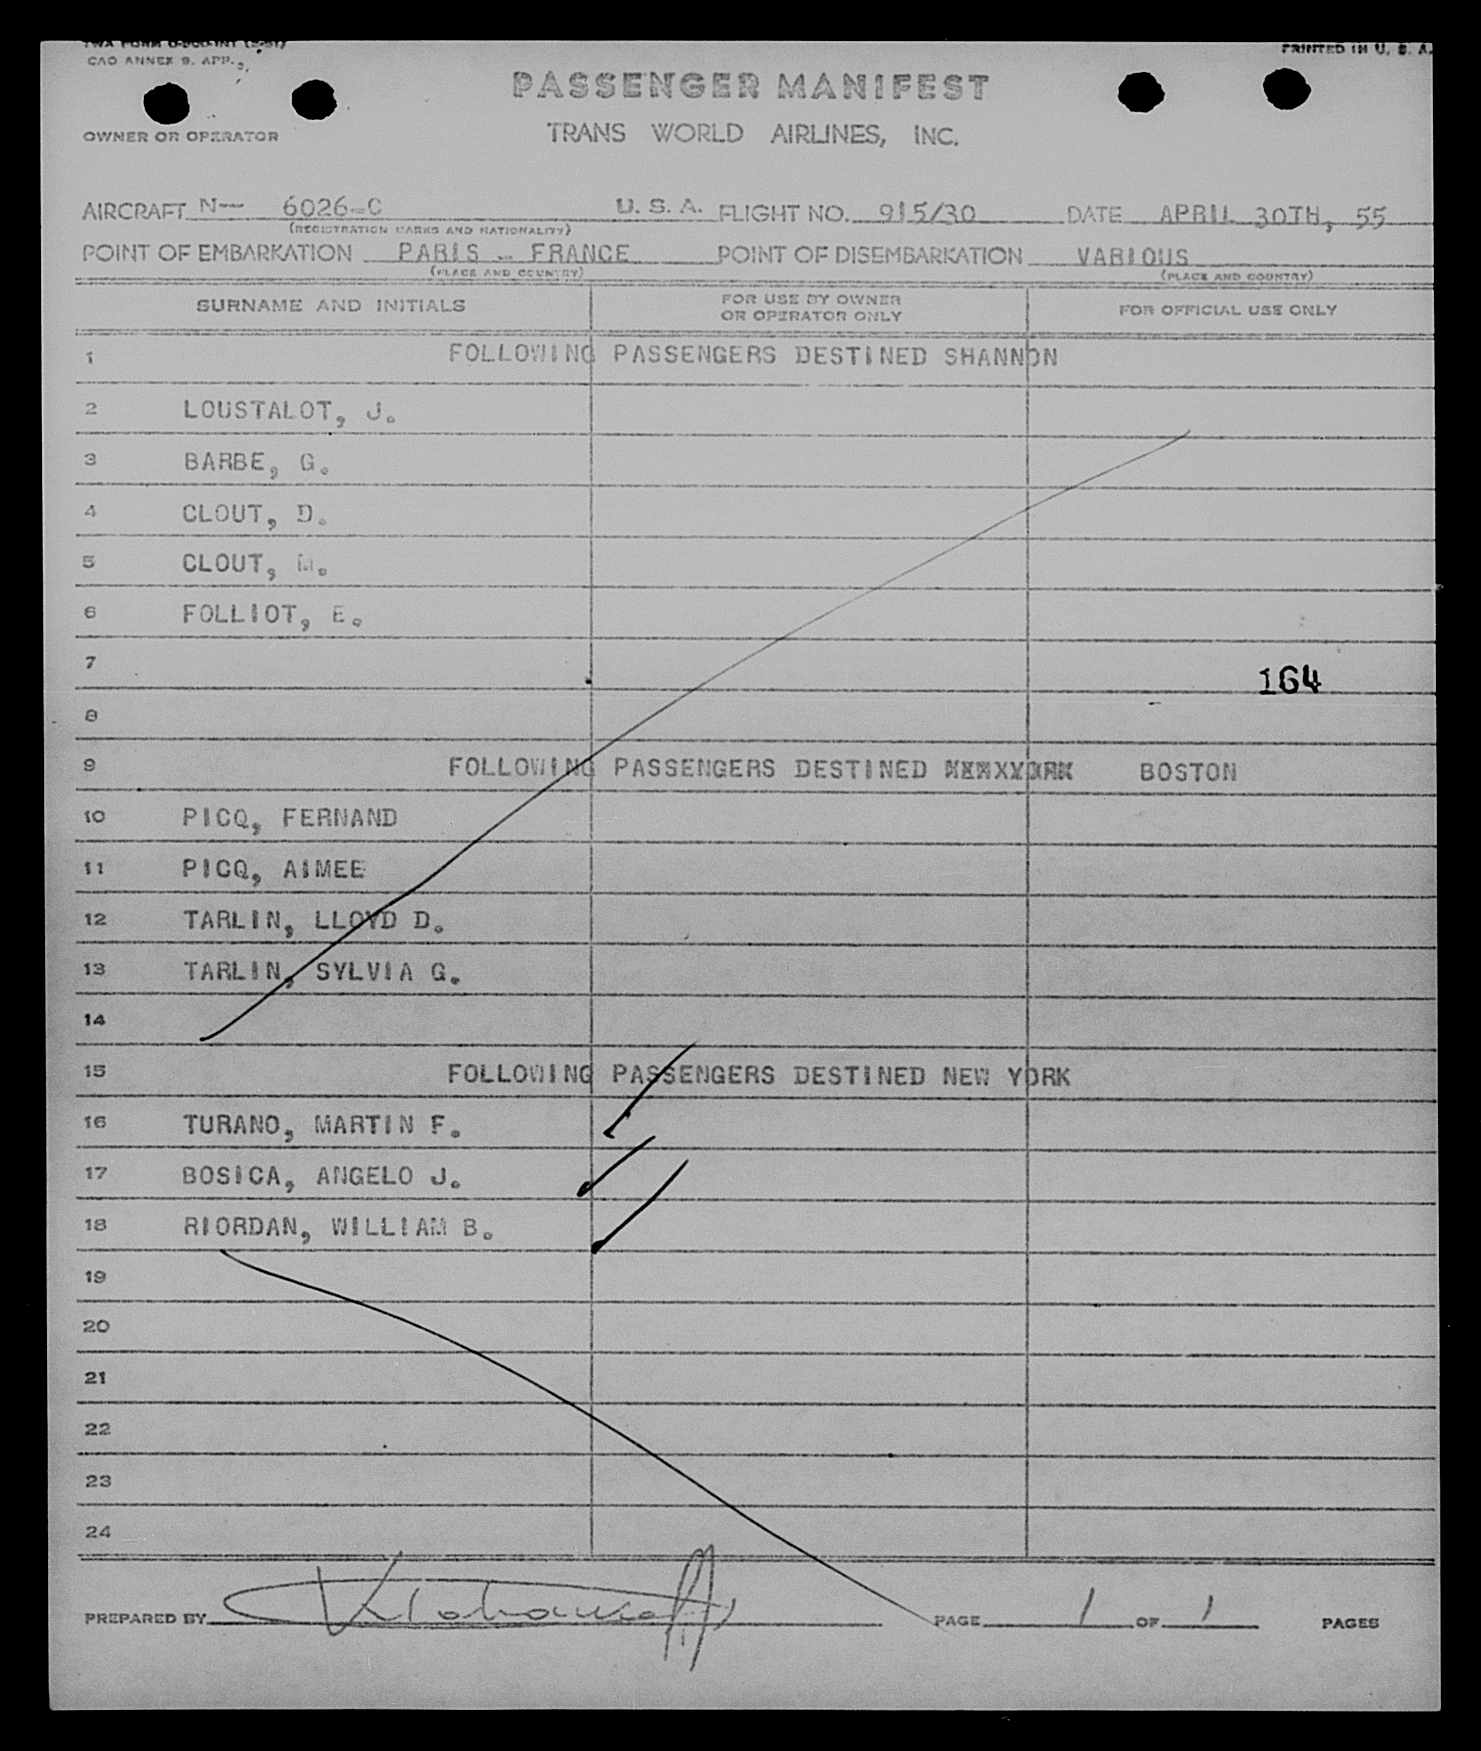 TWA FORM
PRINTED IN U. S. A.
CAO ANNEX 9. APP.
PASSENGER MANIFEST
OWNER OR OPERATOR
TRANS WORLD AIRLINES, INC.
AIRCRAFT N-- 6026-C U. S. A. FLIGHT NO. 915/30 DATE APRIL 30TH, 55
(REGISTRATION MARKS AND NATIONALITY)
POINT OF EMBARKATION PARIS - FRANCE POINT OF DISEMBARKATION VARIOUS
(PLACE AND COUNTRY) (PLACE AND COUNTRY)
SURNAME AND INITIALS FOR USE BY OWNER OR OPERATOR ONLY FOR OFFICIAL USE ONLY
1 FOLLOWING PASSENGERS DESTINED SHANNON
2 LOUSTALOT, J.
3 BARBE, G.
4 CLOUT, D.
5 CLOUT, M.
6 FOLLIOT, E.
7 164
8
9 FOLLOWING PASSENGERS DESTINED BOSTON
10 PICQ, FERNAND
11 PICQ, AIMEE
12 TARLIN, LLOYD D.
13 TARLIN, SYLVIA G.
14
15 FOLLOWING PASSENGERS DESTINED NEW YORK
16 TURANO, MARTIN F.
17 BOSICA, ANGELO J.
18 RIORDAN, WILLIAM B.
19
20
21
22
23
24
PREPARED BY PAGE 1 OF 1 PAGES